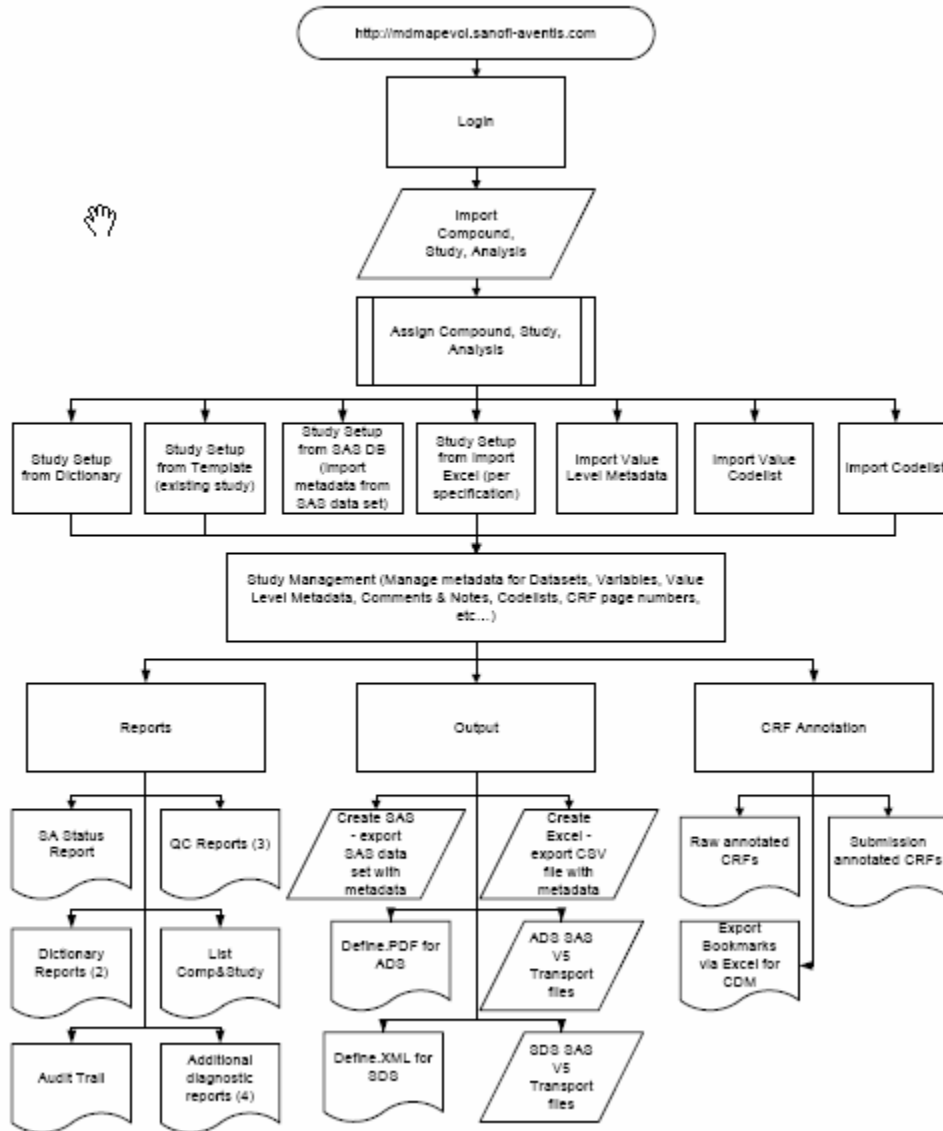 http://mdmapevol.sanofi-aventis.com
Login
Import
Compound,
Study, Analysis
Assign Compound, Study,
Analysis
Study Setup
from Dictionary
Study Setup
from Template
(existing study)
Study Setup
from SAS DB
(Import
metadata from
SAS data set)
Study Setup
from Import
Excel (per
specification)
Import Value
Level Metadata
Import Value
Codelist
Import Codelist
Study Management (Manage metadata for Datasets, Variables, Value
Level Metadata, Comments & Notes, Codelists, CRF page numbers,
etc...)
Reports
Output
CRF Annotation
SA Status
Report
QC Reports (3)
Create SAS
- export
SAS data
set with
metadata
Create
Excel -
export CSV
file with
metadata
Raw annotated
CRFs
Submission
annotated CRFs
Dictionary
Reports (2)
List
Comp&Study
Define.PDF for
ADS
ADS SAS
V5
Transport
files
Export
Bookmarks
via Excel for
CDM
Audit Trail
Additional
diagnostic
reports (4)
Define.XML for
SDS
SDS SAS
V5
Transport
files